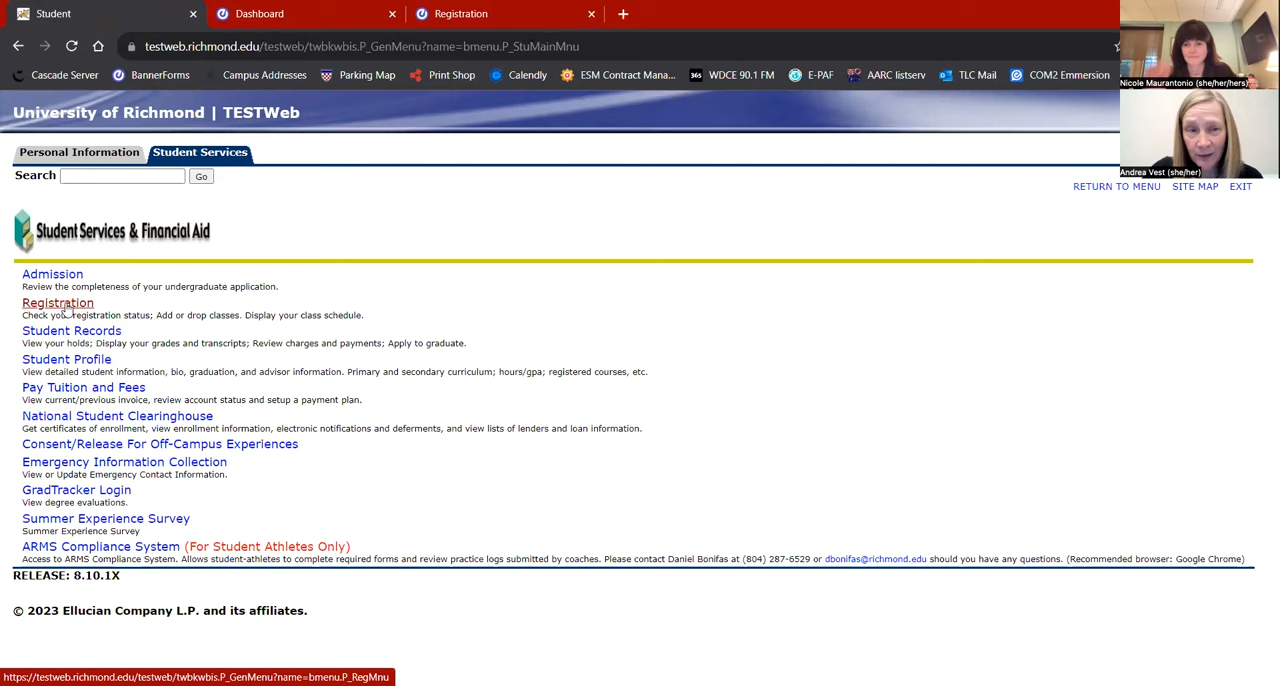 Student
Dashboard
Registration
testweb.richmond.edu/testweb/twbkwbis.P_GenMenu?name=bmenu.P_StuMainMnu
Cascade Server BannerForms Campus Addresses Parking Map Print Shop Calendly ESM Contract Mana... 365 WDCE 90.1 FM E-PAF AARC listserv TLC Mail COM2 Emmersion
Nicole Maurantonio (she/her/hers)
Andrea Vest (she/her)
University of Richmond | TESTWeb
Personal Information Student Services
Search Go
RETURN TO MENU SITE MAP EXIT
Student Services & Financial Aid
Admission
Review the completeness of your undergraduate application.
Registration
Check your registration status; Add or drop classes. Display your class schedule.
Student Records
View your holds; Display your grades and transcripts; Review charges and payments; Apply to graduate.
Student Profile
View detailed student information, bio, graduation, and advisor information. Primary and secondary curriculum; hours/gpa; registered courses, etc.
Pay Tuition and Fees
View current/previous invoice, review account status and setup a payment plan.
National Student Clearinghouse
Get certificates of enrollment, view enrollment information, electronic notifications and deferments, and view lists of lenders and loan information.
Consent/Release For Off-Campus Experiences
Emergency Information Collection
View or Update Emergency Contact Information.
GradTracker Login
View degree evaluations.
Summer Experience Survey
Summer Experience Survey
ARMS Compliance System (For Student Athletes Only)
Access to ARMS Compliance System. Allows student-athletes to complete required forms and review practice logs submitted by coaches. Please contact Daniel Bonifas at (804) 287-6529 or dbonifas@richmond.edu should you have any questions. (Recommended browser: Google Chrome)
RELEASE: 8.10.1X
© 2023 Ellucian Company L.P. and its affiliates.
https://testweb.richmond.edu/testweb/twbkwbis.P_GenMenu?name=bmenu.P_RegMnu